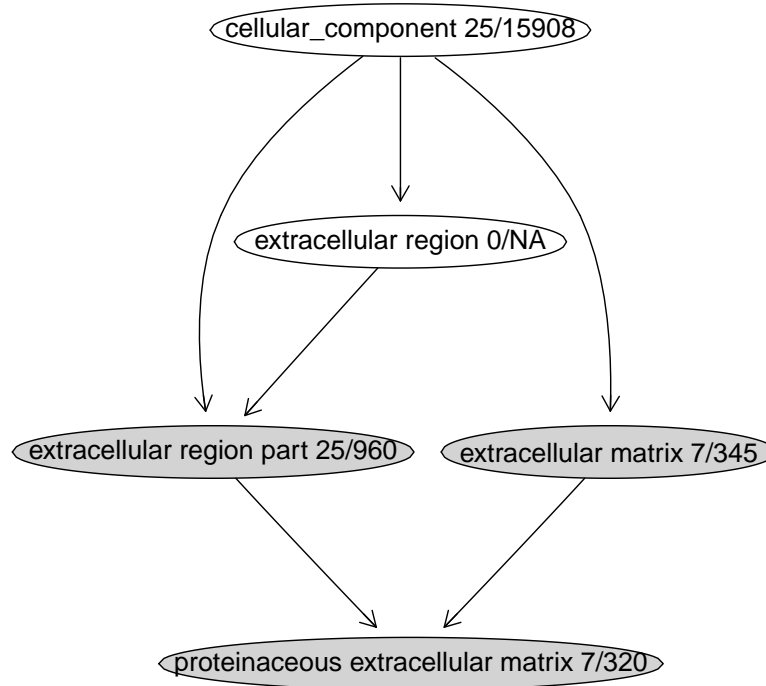 cellular_component 25/15908
extracellular region 0/NA
extracellular region part 25/960
extracellular matrix 7/345
proteinaceous extracellular matrix 7/320